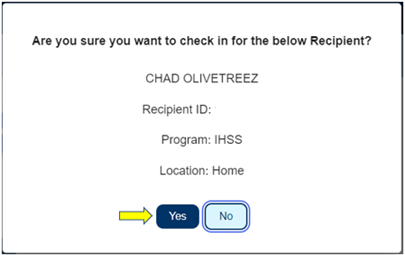 Are you sure you want to check in for the below Recipient?
CHAD OLIVETREEZ
Recipient ID:
Program: IHSS
Location: Home
Yes No